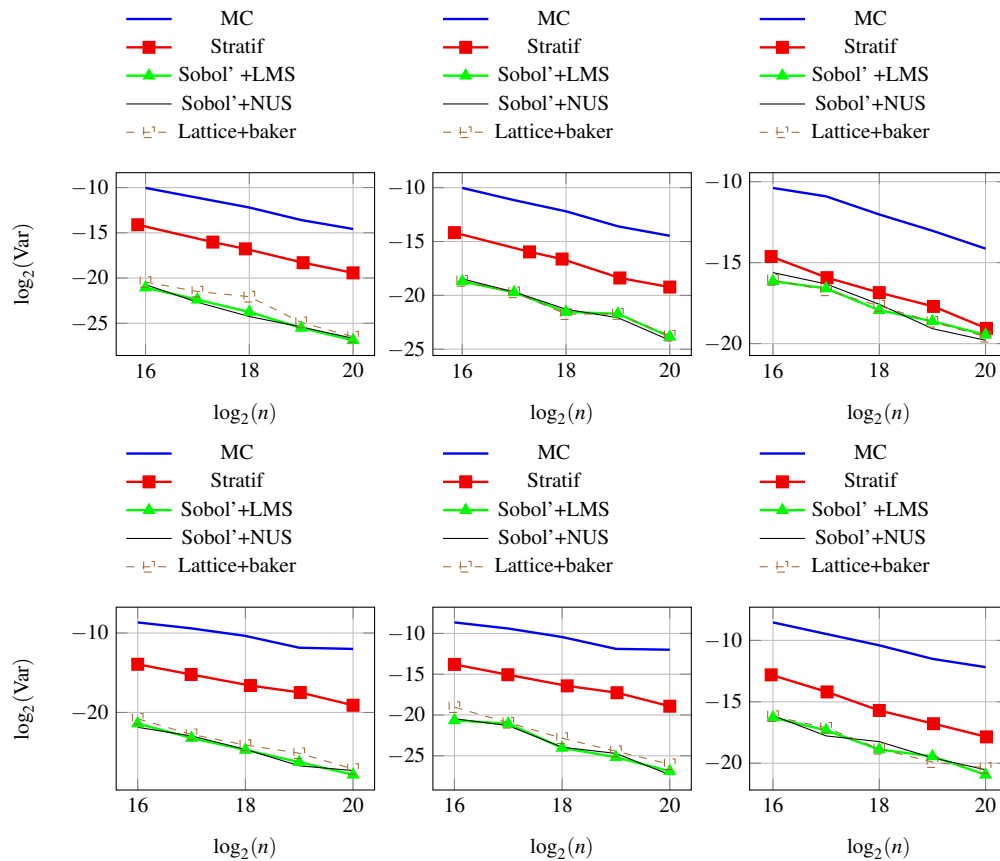 MC
Stratif
Sobol' +LMS
Sobol'+NUS
Lattice+baker
MC
Stratif
Sobol' +LMS
Sobol'+NUS
Lattice+baker
MC
Stratif
Sobol' +LMS
Sobol'+NUS
Lattice+baker
log₂(Var)
−10
−15
−20
−25
16
18
20
log₂(n)
−10
−15
−20
−25
16
18
20
log₂(n)
−10
−15
−20
16
18
20
log₂(n)
MC
Stratif
Sobol'+LMS
Sobol'+NUS
Lattice+baker
MC
Stratif
Sobol'+LMS
Sobol'+NUS
Lattice+baker
MC
Stratif
Sobol' +LMS
Sobol'+NUS
Lattice+baker
log₂(Var)
−10
−20
16
18
20
log₂(n)
−10
−15
−20
−25
16
18
20
log₂(n)
−10
−15
−20
16
18
20
log₂(n)